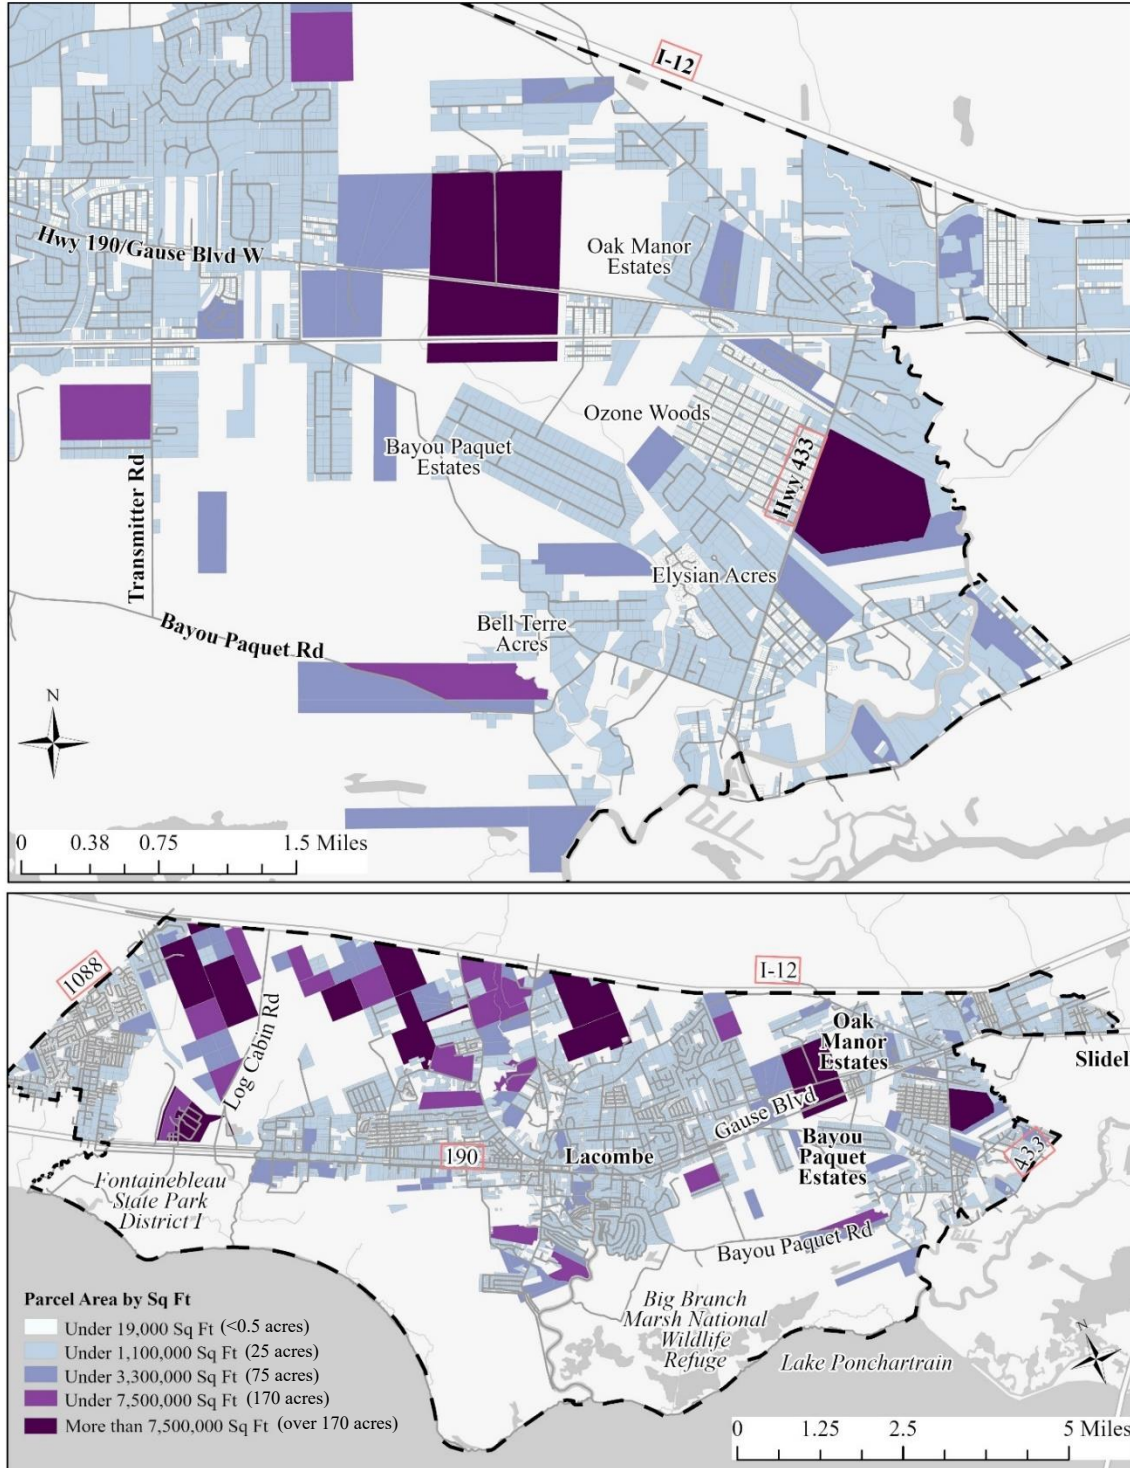 I-12
Oak Manor
Estates
Hwy 190/Gause Blvd W
Ozone Woods
Bayou Paquet
Estates
Hwy 433
Transmitter Rd
Elysian Acres
Bell Terre
Acres
Bayou Paquet Rd
N
0 0.38 0.75 1.5 Miles
1088
I-12
Log Cabin Rd
Oak
Manor
Estates
Slidel
Gause Blvd
190
Lacombe
Bayou
Paquet
Estates
433
Fontainebleau
State Park
District I
Bayou Paquet Rd
Big Branch
Marsh National
Wildlife
Refuge
Lake Ponchartrain
N
Parcel Area by Sq Ft
Under 19,000 Sq Ft (<0.5 acres)
Under 1,100,000 Sq Ft (25 acres)
Under 3,300,000 Sq Ft (75 acres)
Under 7,500,000 Sq Ft (170 acres)
More than 7,500,000 Sq Ft (over 170 acres)
0 1.25 2.5 5 Miles